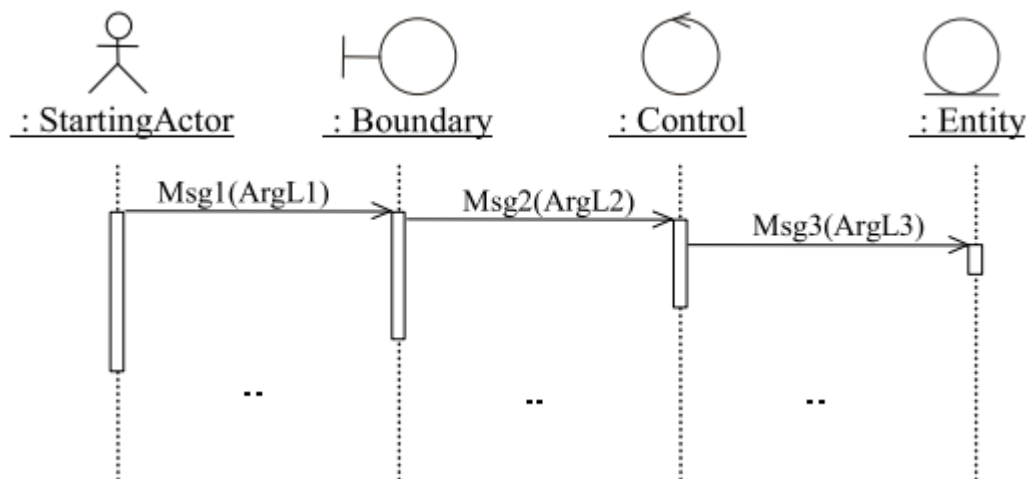 : StartingActor
: Boundary
: Control
: Entity
Msg1(ArgL1)
Msg2(ArgL2)
Msg3(ArgL3)
..
..
..